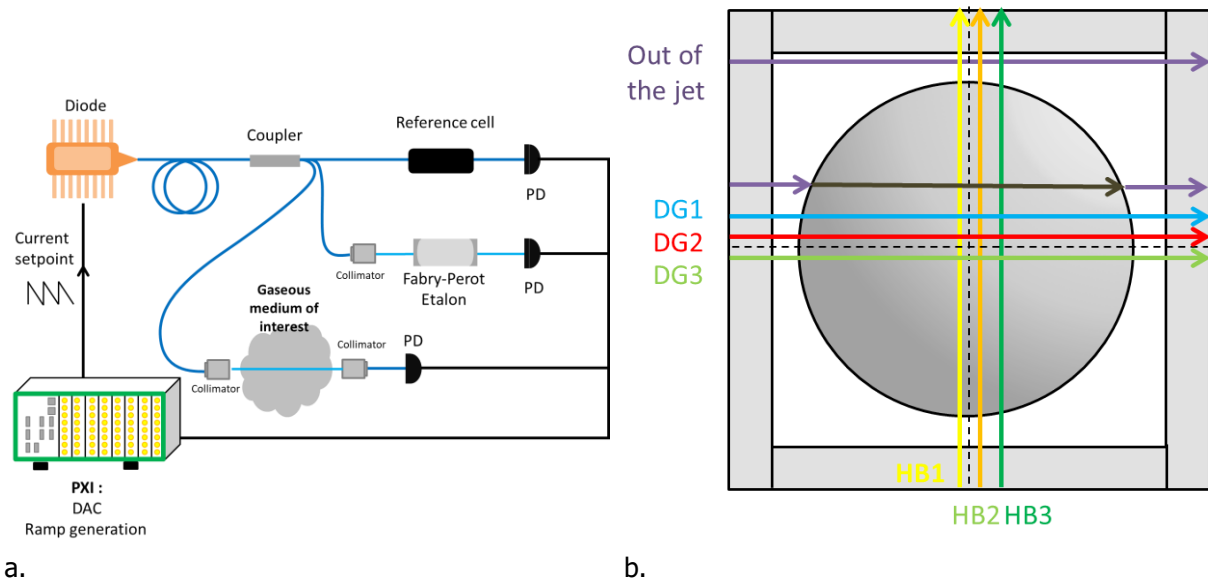 Diode
Coupler
Reference cell
PD
Current
setpoint
Collimator
Fabry-Perot
Etalon
PD
Gaseous
medium of
interest
Collimator
PD
Collimator
PXI :
DAC
Ramp generation
a.
Out of
the jet
DG1
DG2
DG3
HB1
HB2
HB3
b.